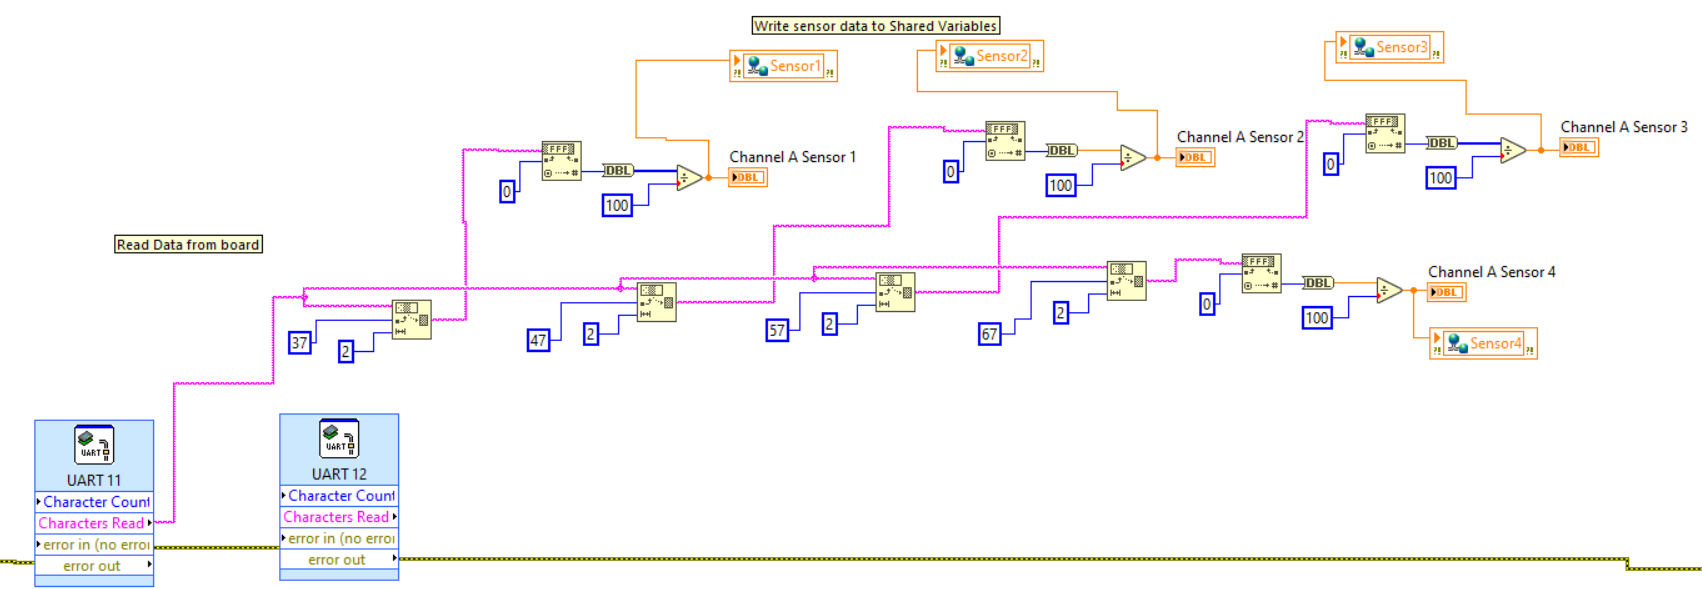 Write sensor data to Shared Variables
Sensor1
Sensor2
Sensor3
FFF
#
DBL
0
100
Channel A Sensor 1
DBL
FFF
#
DBL
0
100
Channel A Sensor 2
DBL
FFF
#
DBL
0
100
Channel A Sensor 3
DBL
Read Data from board
37
2
47
2
57
2
67
2
FFF
#
DBL
0
100
Channel A Sensor 4
DBL
Sensor4
UART
UART 11
Character Count
Characters Read
error in (no erro
error out
UART
UART 12
Character Count
Characters Read
error in (no erro
error out